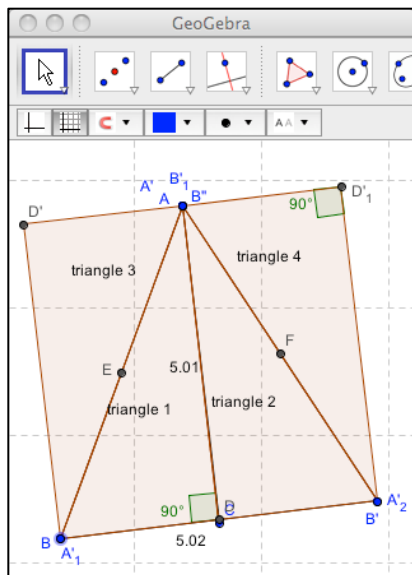 GeoGebra
A A
D'
A'
B'₁
A
B"
D'₁
90°
triangle 3
triangle 4
E
F
5.01
triangle 1
triangle 2
90°
D
C
B
A'₁
5.02
A'₂
B'